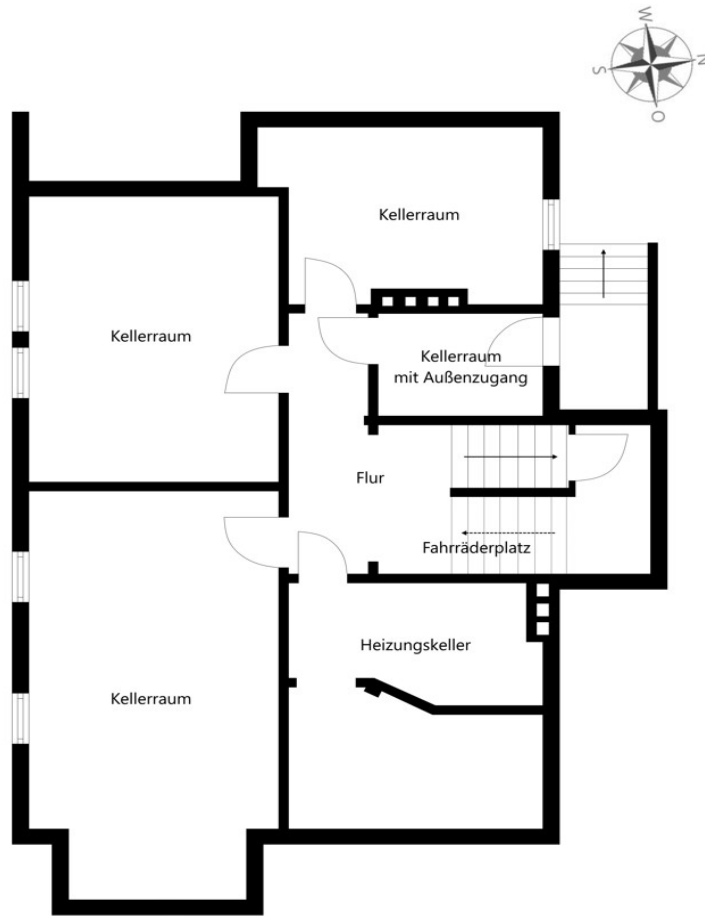 W
N
S
O
Kellerraum
Kellerraum
Kellerraum
mit Außenzugang
Flur
Fahrräderplatz
Heizungskeller
Kellerraum